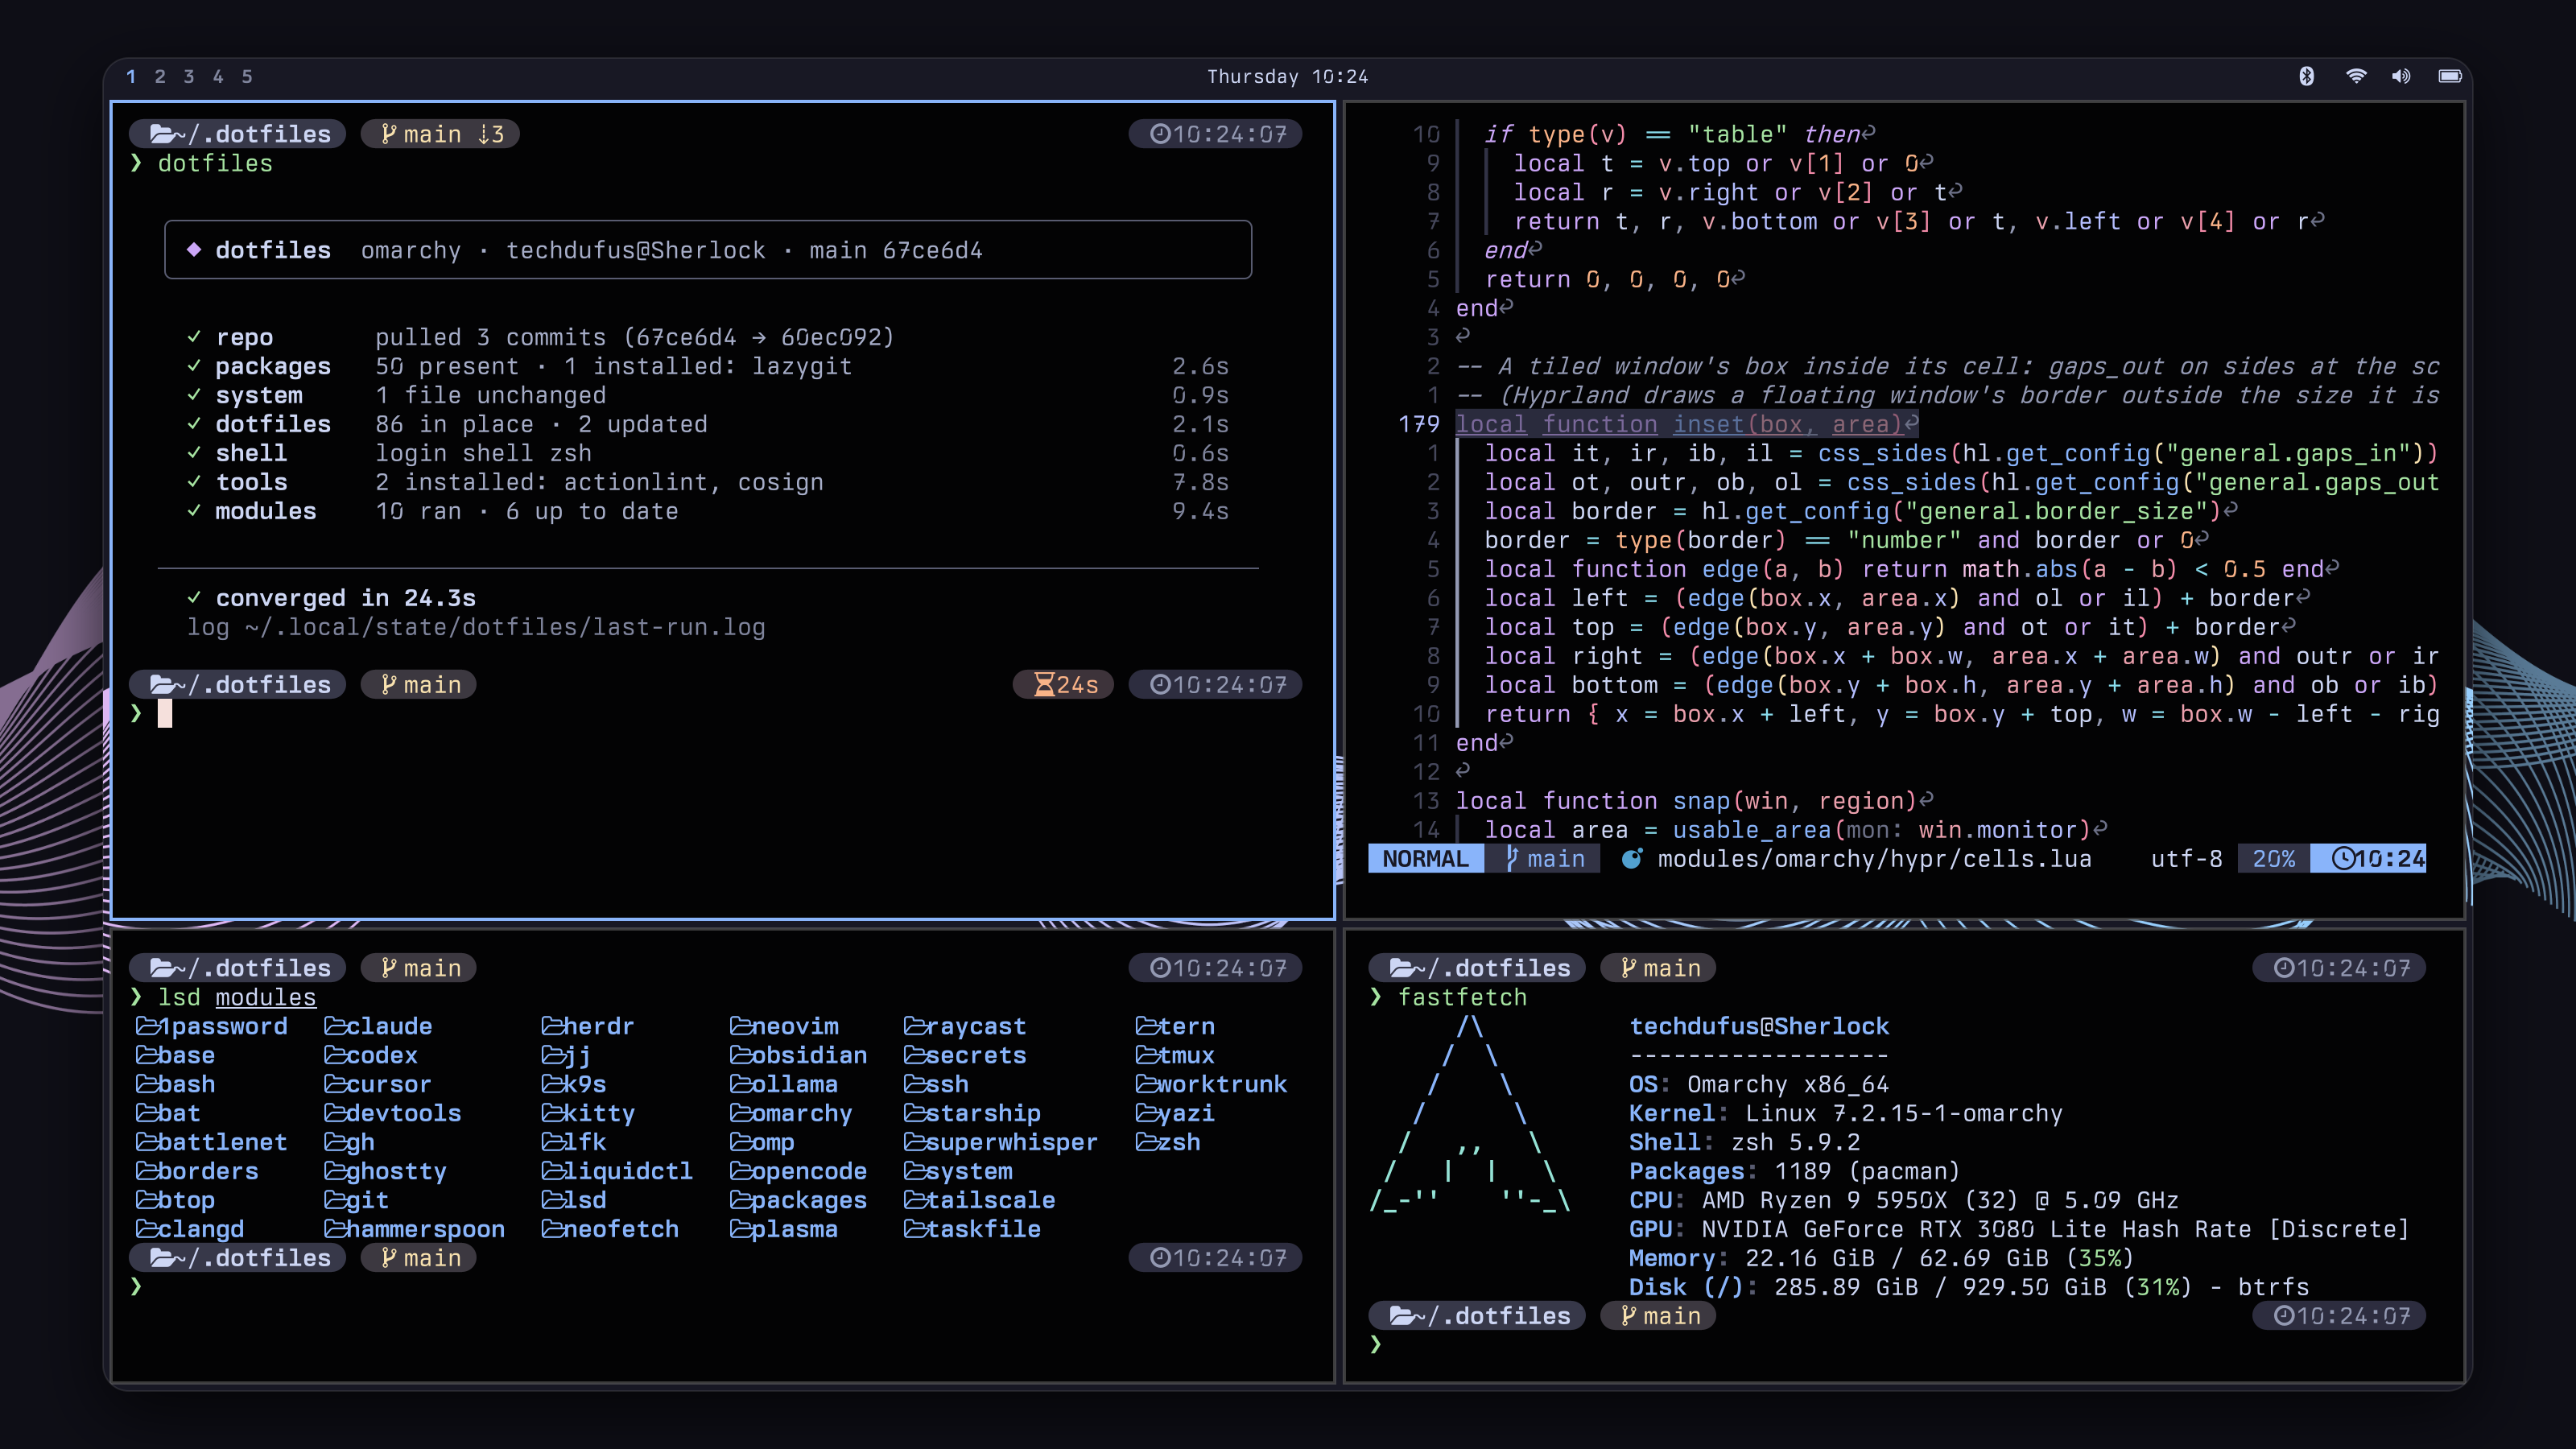 1 2 3 4 5
Thursday 10:24
~/.dotfiles main ⇣3 10:24:07
❯ dotfiles
◆ dotfiles omarchy · techdufus@Sherlock · main 67ce6d4
✓ repo pulled 3 commits (67ce6d4 → 60ec092)
✓ packages 50 present · 1 installed: lazygit 2.6s
✓ system 1 file unchanged 0.9s
✓ dotfiles 86 in place · 2 updated 2.1s
✓ shell login shell zsh 0.6s
✓ tools 2 installed: actionlint, cosign 7.8s
✓ modules 10 ran · 6 up to date 9.4s
✓ converged in 24.3s
log ~/.local/state/dotfiles/last-run.log
~/.dotfiles main 24s 10:24:07
❯
10 if type(v) == "table" then
9 local t = v.top or v[1] or 0
8 local r = v.right or v[2] or t
7 return t, r, v.bottom or v[3] or t, v.left or v[4] or r
6 end
5 return 0, 0, 0, 0
4 end
3
2 -- A tiled window's box inside its cell: gaps_out on sides at the sc
1 -- (Hyprland draws a floating window's border outside the size it is
179 local function inset(box, area)
1 local it, ir, ib, il = css_sides(hl.get_config("general.gaps_in"))
2 local ot, outr, ob, ol = css_sides(hl.get_config("general.gaps_out
3 local border = hl.get_config("general.border_size")
4 border = type(border) == "number" and border or 0
5 local function edge(a, b) return math.abs(a - b) < 0.5 end
6 local left = (edge(box.x, area.x) and ol or il) + border
7 local top = (edge(box.y, area.y) and ot or it) + border
8 local right = (edge(box.x + box.w, area.x + area.w) and outr or ir
9 local bottom = (edge(box.y + box.h, area.y + area.h) and ob or ib)
10 return { x = box.x + left, y = box.y + top, w = box.w - left - rig
11 end
12
13 local function snap(win, region)
14 local area = usable_area(mon: win.monitor)
NORMAL main modules/omarchy/hypr/cells.lua utf-8 20% 10:24
~/.dotfiles main 10:24:07
❯ lsd modules
1password claude herdr neovim raycast tern
base codex jj obsidian secrets tmux
bash cursor k9s ollama ssh worktrunk
bat devtools kitty omarchy starship yazi
battlenet gh lfk omp superwhisper zsh
borders ghostty liquidctl opencode system
btop git lsd packages tailscale
clangd hammerspoon neofetch plasma taskfile
~/.dotfiles main 10:24:07
❯
~/.dotfiles main 10:24:07
❯ fastfetch
techdufus@Sherlock
------------------
OS: Omarchy x86_64
Kernel: Linux 7.2.15-1-omarchy
Shell: zsh 5.9.2
Packages: 1189 (pacman)
CPU: AMD Ryzen 9 5950X (32) @ 5.09 GHz
GPU: NVIDIA GeForce RTX 3080 Lite Hash Rate [Discrete]
Memory: 22.16 GiB / 62.69 GiB (35%)
Disk (/): 285.89 GiB / 929.50 GiB (31%) - btrfs
~/.dotfiles main 10:24:07
❯